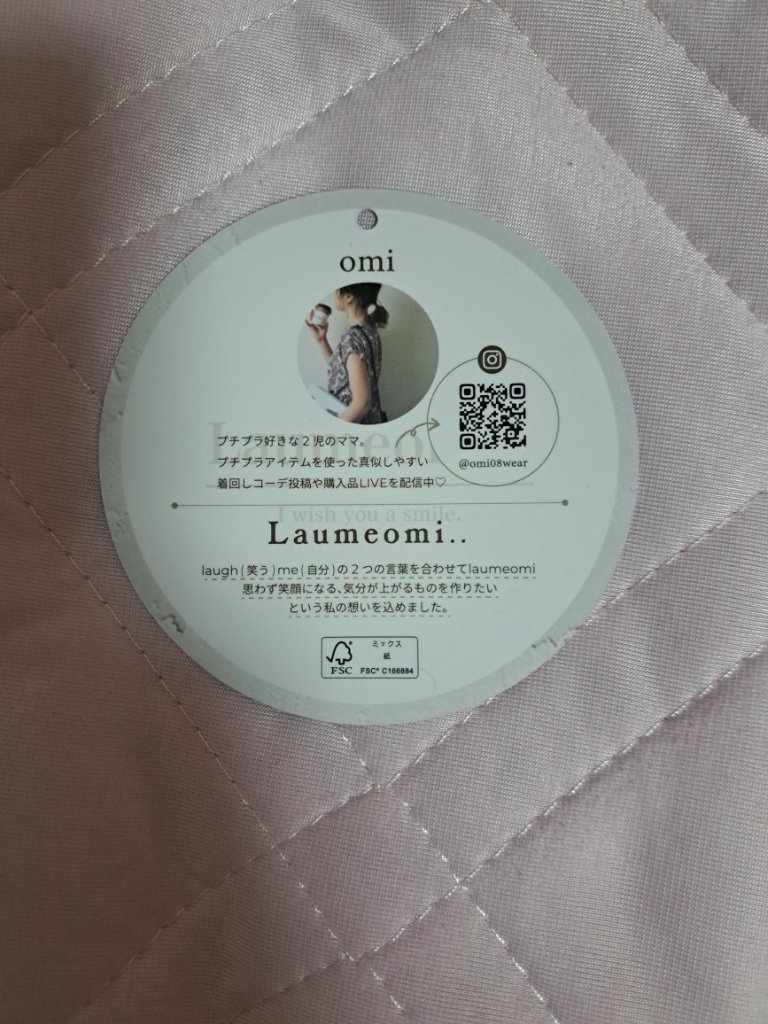 omi
プチプラ好きな2児のママ。
プチプラアイテムを使った真似しやすい
着回しコーデ投稿や購入品LIVEを配信中♡
@omi08wear
I wish you a smile.
Laumeomi..
laugh(笑う)me(自分)の2つの言葉を合わせてlaumeomi
思わず笑顔になる、気分が上がるものを作りたい
という私の想いを込めました。
FSC
ミックス
紙
FSC® C166884